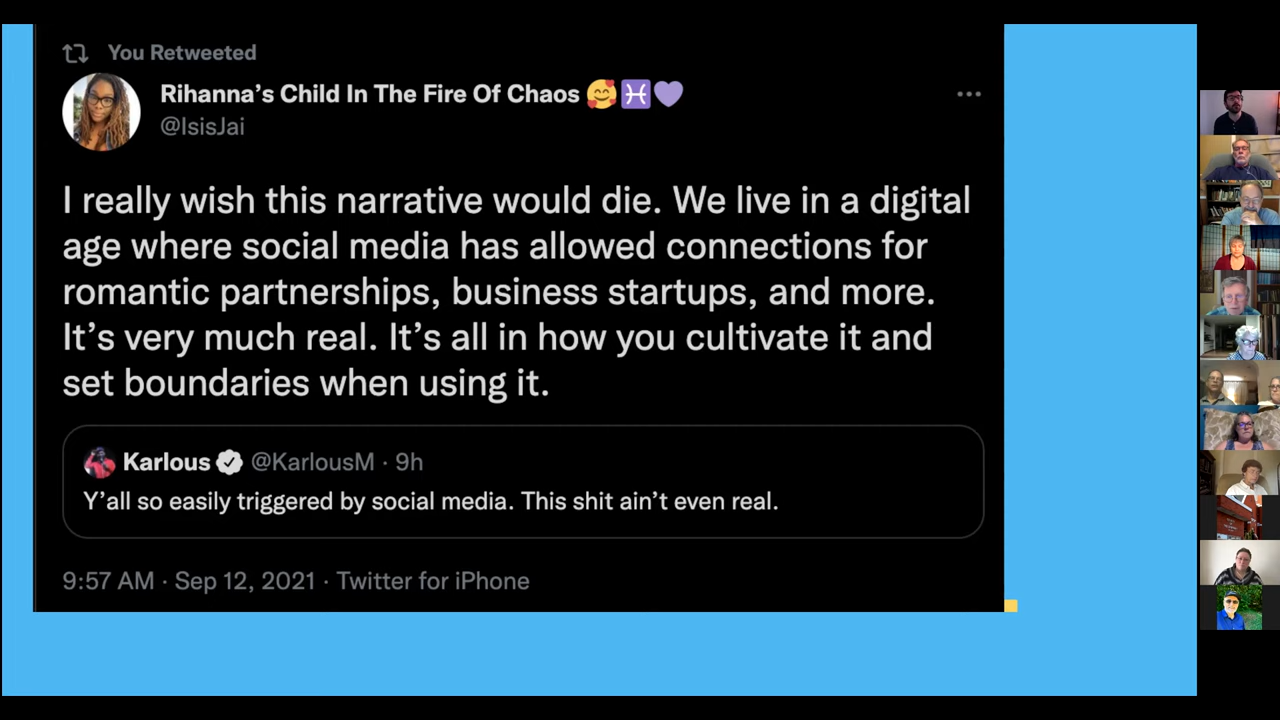 You Retweeted
Rihanna’s Child In The Fire Of Chaos 🥰♓💜
@IsisJai
I really wish this narrative would die. We live in a digital
age where social media has allowed connections for
romantic partnerships, business startups, and more.
It’s very much real. It’s all in how you cultivate it and
set boundaries when using it.
Karlous @KarlousM · 9h
Y’all so easily triggered by social media. This shit ain’t even real.
9:57 AM · Sep 12, 2021 · Twitter for iPhone